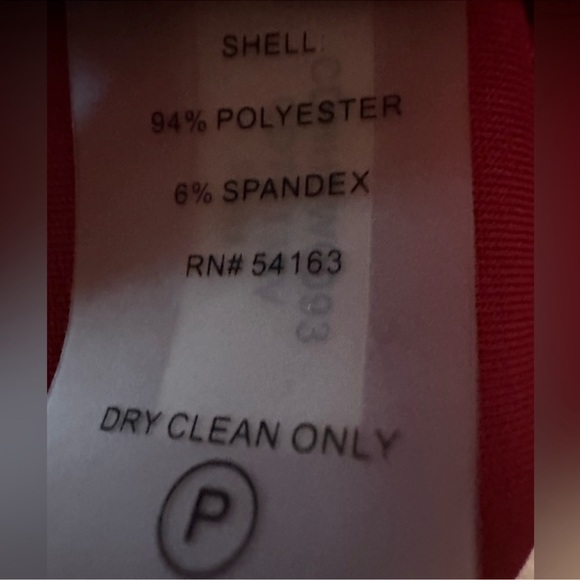 SHELL
94% POLYESTER
6% SPANDEX
RN# 54163
DRY CLEAN ONLY
P